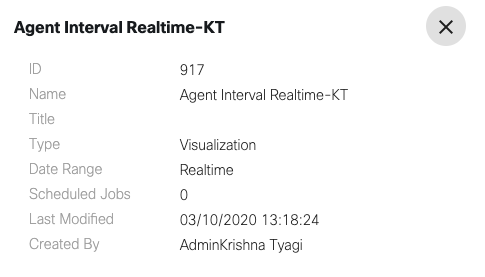 Agent Interval Realtime-KT
ID 917
Name Agent Interval Realtime-KT
Title
Type Visualization
Date Range Realtime
Scheduled Jobs 0
Last Modified 03/10/2020 13:18:24
Created By AdminKrishna Tyagi